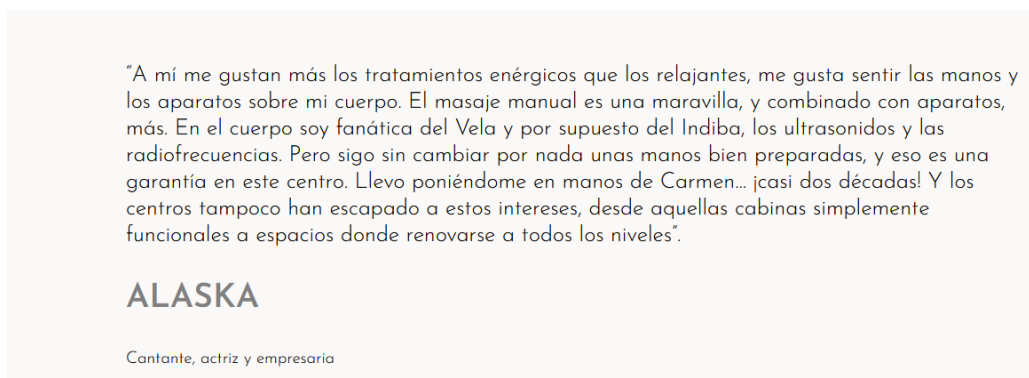 “A mí me gustan más los tratamientos enérgicos que los relajantes, me gusta sentir las manos y
los aparatos sobre mi cuerpo. El masaje manual es una maravilla, y combinado con aparatos,
más. En el cuerpo soy fanática del Vela y por supuesto del Indiba, los ultrasonidos y las
radiofrecuencias. Pero sigo sin cambiar por nada unas manos bien preparadas, y eso es una
garantía en este centro. Llevo poniéndome en manos de Carmen… ¡casi dos décadas! Y los
centros tampoco han escapado a estos intereses, desde aquellas cabinas simplemente
funcionales a espacios donde renovarse a todos los niveles”.
ALASKA
Cantante, actriz y empresaria